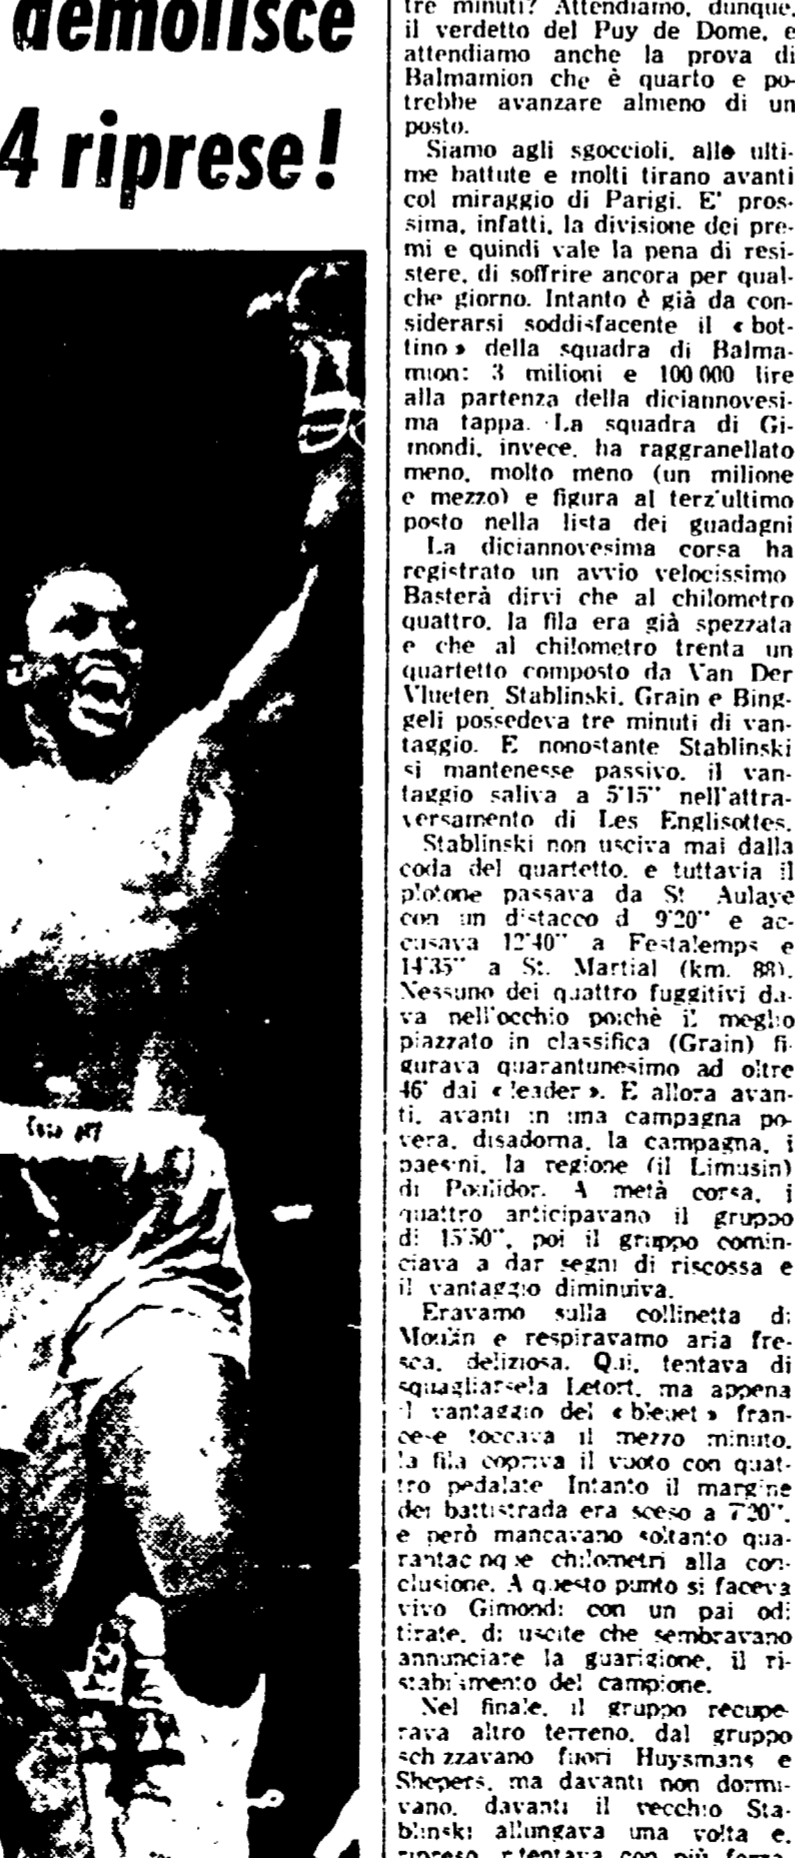 demolisce
4 riprese!
tre minuti? Attendiamo, dunque,
il verdetto del Puy de Dome, e
attendiamo anche la prova di
Balmamion che è quarto e po-
trebbe avanzare almeno di un
posto.
Siamo agli sgoccioli, alle ulti-
me battute e molti tirano avanti
col miraggio di Parigi. E' pros-
sima, infatti, la divisione dei pre-
mi e quindi vale la pena di resi-
stere, di soffrire ancora per qual-
che giorno. Intanto è già da con-
siderarsi soddisfacente il « bot-
tino » della squadra di Balma-
mion: 3 milioni e 100 000 lire
alla partenza della diciannovesi-
ma tappa. La squadra di Gi-
mondi, invece, ha raggranellato
meno, molto meno (un milione
e mezzo) e figura al terz'ultimo
posto nella lista dei guadagni
La diciannovesima corsa ha
registrato un avvio velocissimo
Basterà dirvi che al chilometro
quattro, la fila era già spezzata
e che al chilometro trenta un
quartetto composto da Van Der
Vlueten, Stablinski, Grain e Bing-
geli possedeva tre minuti di van-
taggio. E nonostante Stablinski
si mantenesse passivo, il van-
taggio saliva a 5'15" nell'attra-
versamento di Les Englisottes.
Stablinski non usciva mai dalla
coda del quartetto, e tuttavia il
plotone passava da St Aulaye
con un distacco d 9'20" e ac-
cusava 12'40" a Festalemps e
14'35" a St. Martial (km. 88).
Nessuno dei quattro fuggitivi da-
va nell'occhio poichè il meglio
piazzato in classifica (Grain) fi-
gurava quarantunesimo ad oltre
46' dai « leader ». E allora avan-
ti, avanti in una campagna po-
vera, disadorna, la campagna, i
paesini, la regione (il Limusin)
di Poulidor. A metà corsa, i
quattro anticipavano il gruppo
di 15'50", poi il gruppo comin-
ciava a dar segni di riscossa e
il vantaggio diminuiva.
Eravamo sulla collinetta di
Moulin e respiravamo aria fre-
sca, deliziosa. Qui, tentava di
squagliarsela Letort, ma appena
il vantaggio del « bleuet » fran-
cese toccava il mezzo minuto,
la fila copriva il vuoto con quat-
tro pedalate Intanto il margine
dei battistrada era sceso a 7'20",
e però mancavano soltanto qua-
rantacinque chilometri alla con-
clusione. A questo punto si faceva
vivo Gimondi con un pai odi
tirate, di uscite che sembravano
annunciare la guarigione, il ri-
stabilimento del campione.
Nel finale, il gruppo recupe-
rava altro terreno, dal gruppo
schizzavano fuori Huysmans e
Shepers, ma davanti non dormi-
vano, davanti il vecchio Sta-
blinski allungava una volta e,
ripreso, ritentava con più forza